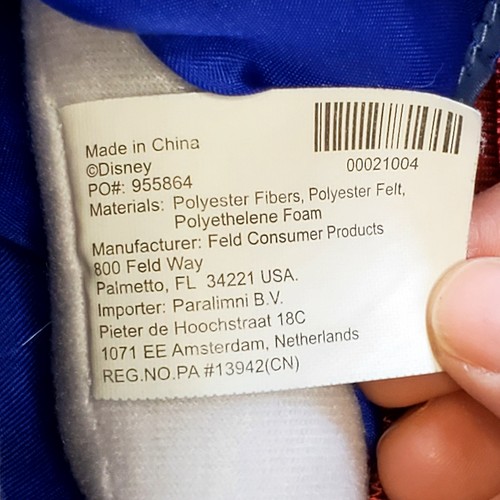 00021004
Made in China
©Disney
PO#: 955864
Materials: Polyester Fibers, Polyester Felt,
Polyethelene Foam
Manufacturer: Feld Consumer Products
800 Feld Way
Palmetto, FL 34221 USA.
Importer: Paralimni B.V.
Pieter de Hoochstraat 18C
1071 EE Amsterdam, Netherlands
REG.NO.PA #13942(CN)